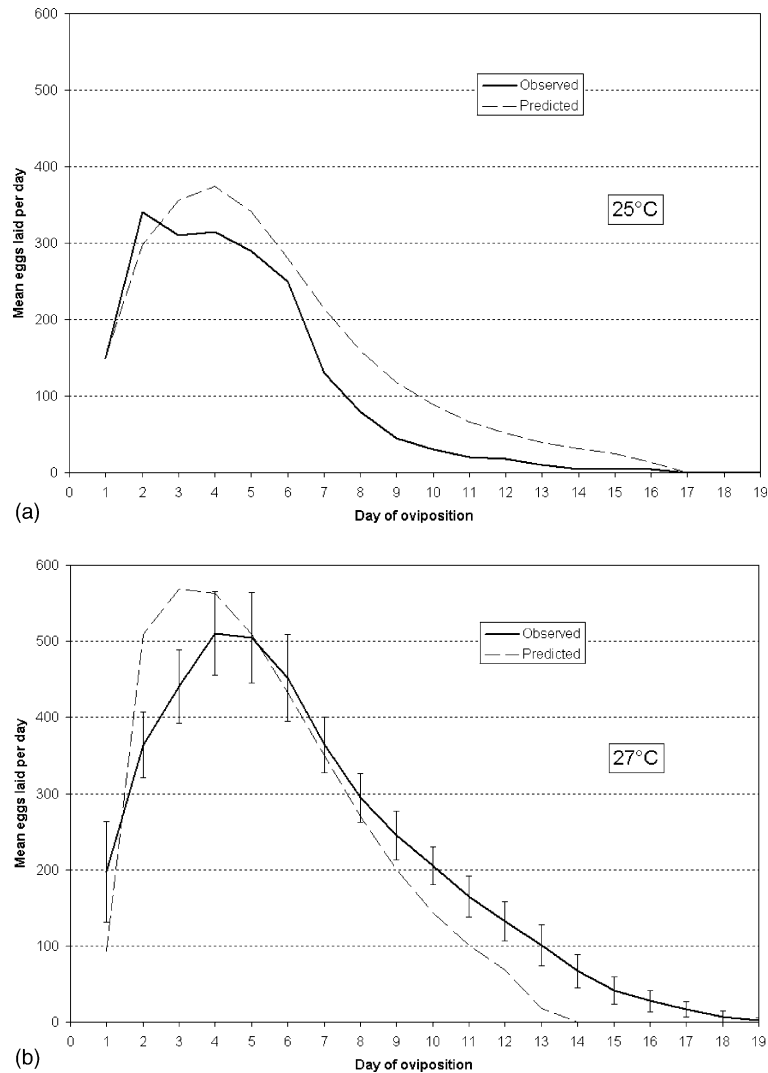 600
500
400
300
200
100
0
Mean eggs laid per day
Observed
Predicted
25°C
0 1 2 3 4 5 6 7 8 9 10 11 12 13 14 15 16 17 18 19
Day of oviposition
(a)
600
500
400
300
200
100
0
Mean eggs laid per day
Observed
Predicted
27°C
0 1 2 3 4 5 6 7 8 9 10 11 12 13 14 15 16 17 18 19
Day of oviposition
(b)